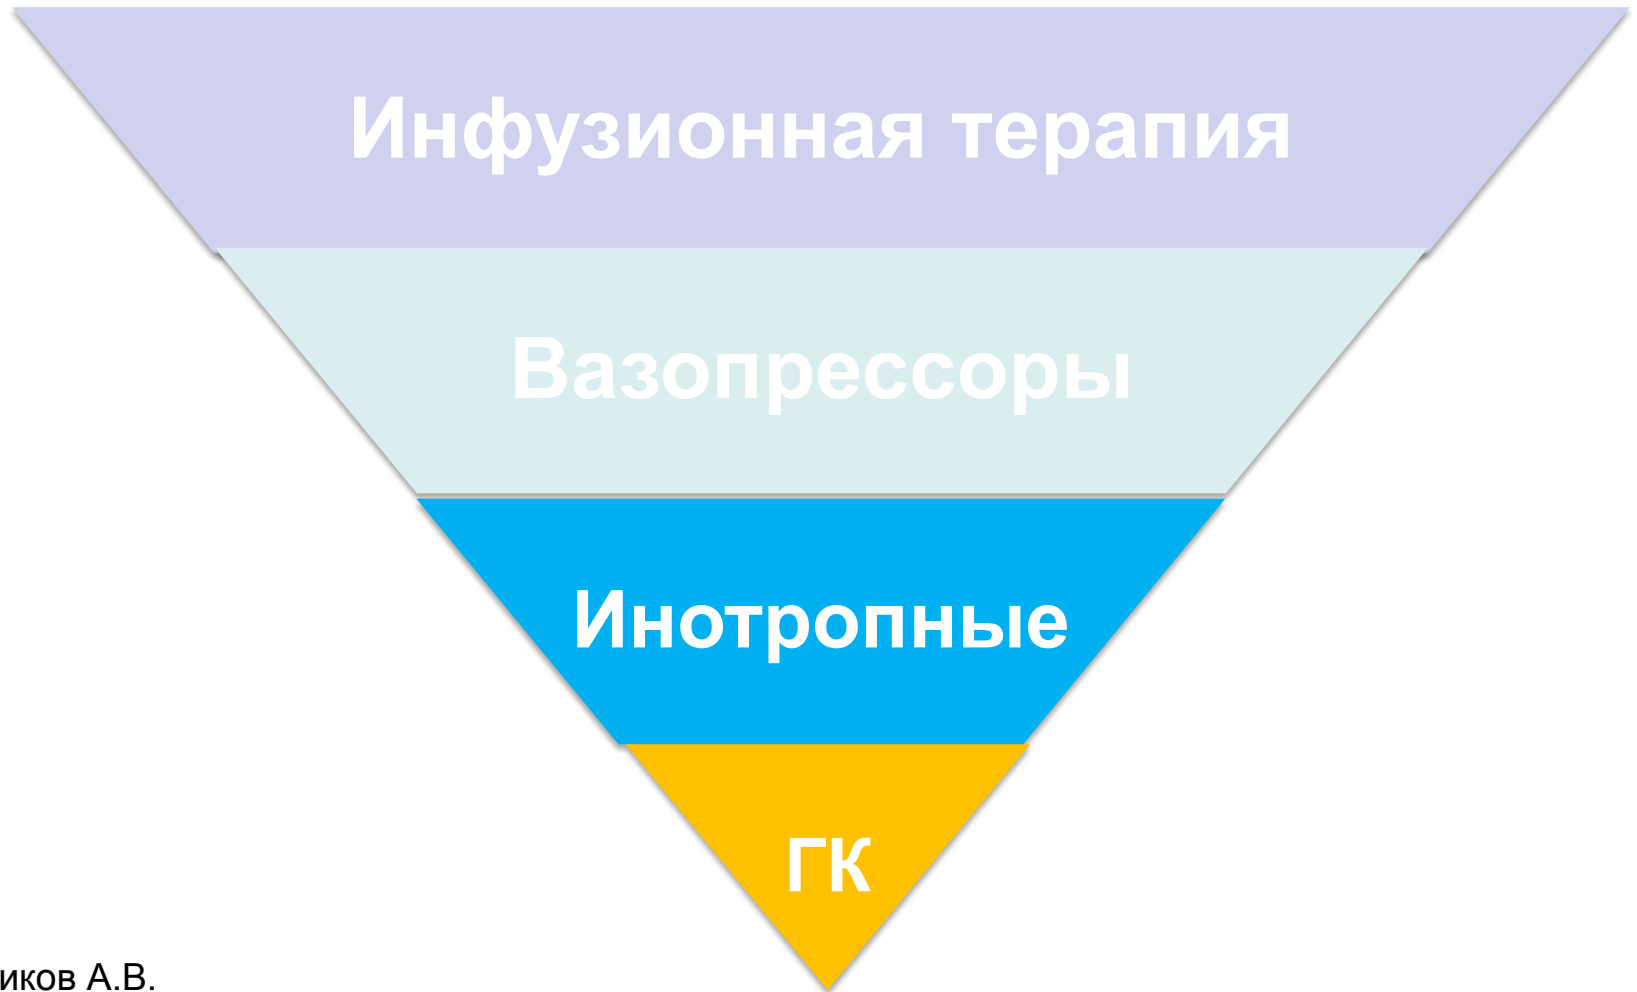 Инфузионная терапия
Вазопрессоры
Инотропные
ГК
иков А.В.